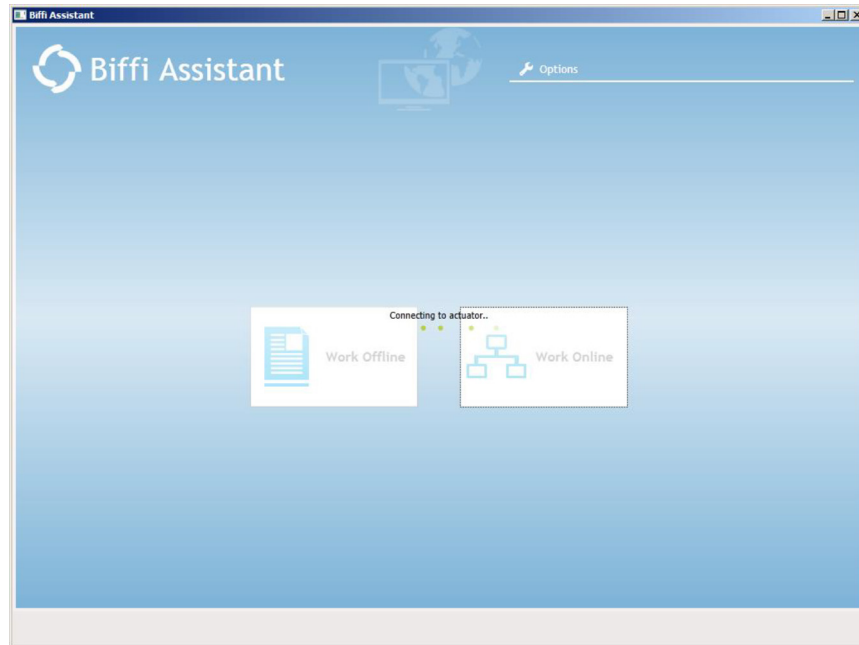 Biffi Assistant
Biffi Assistant
Options
Connecting to actuator..
Work Offline
Work Online